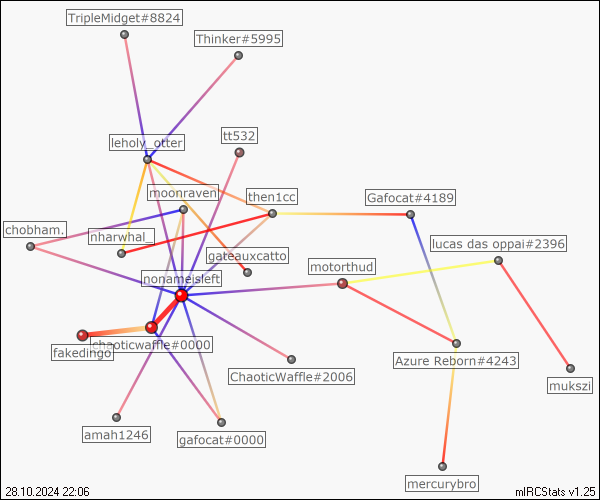 TripleMidget#8824
Thinker#5995
leholy_otter
tt532
moonraven
then1cc
Gafocat#4189
chobham.
nharwhal_
gateauxcatto
lucas das oppai#2396
nonameisleft
motorthud
chaoticwaffle#0000
fakedingo
Azure Reborn#4243
ChaoticWaffle#2006
mukszi
amah1246
gafocat#0000
mercurybro
28.10.2024 22:06
mIRCStats v1.25